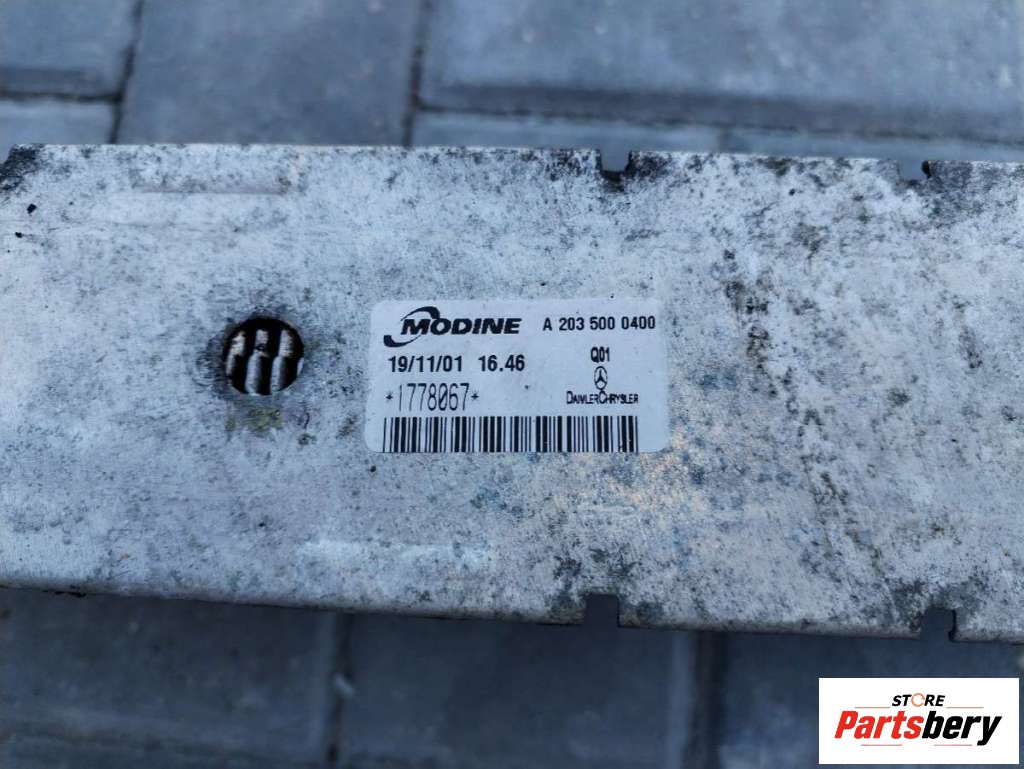 MODINE A 203 500 0400
19/11/01 16.46 Q01
*1778067* DAIMLERCHRYSLER
STORE
Partsbery